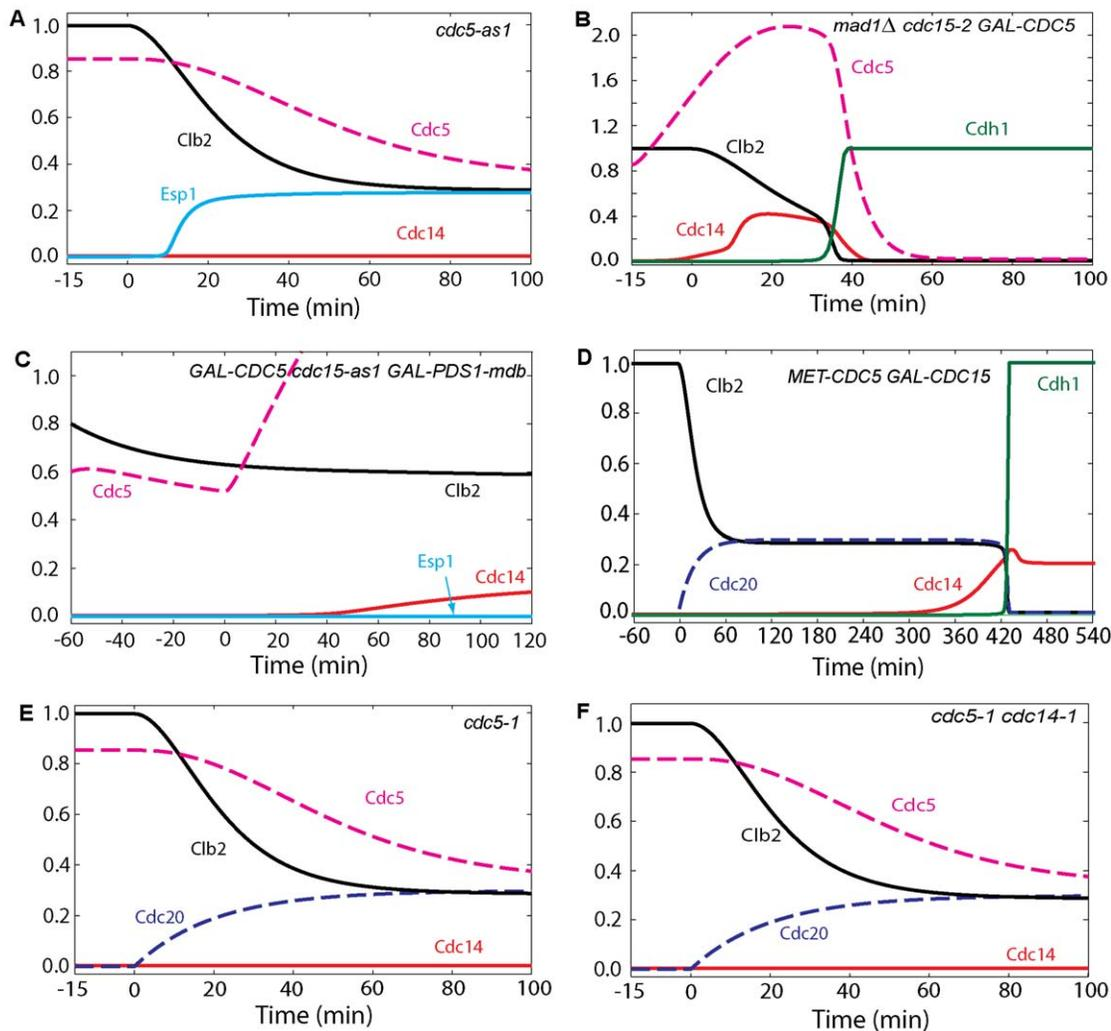 A
cdc5-as1
1.0
0.8
0.6
0.4
0.2
0.0
Clb2
Cdc5
Esp1
Cdc14
-15 0 20 40 60 80 100
Time (min)
B
mad1Δ cdc15-2 GAL-CDC5
2.0
1.6
1.2
0.8
0.4
0.0
Cdc5
Cdh1
Clb2
Cdc14
-15 0 20 40 60 80 100
Time (min)
C
GAL-CDC5 cdc15-as1 GAL-PDS1-mdb
1.0
0.8
0.6
0.4
0.2
0.0
Cdc5
Clb2
Esp1
Cdc14
-60 -40 -20 0 20 40 60 80 100 120
Time (min)
D
MET-CDC5 GAL-CDC15
1.0
0.8
0.6
0.4
0.2
0.0
Clb2
Cdh1
Cdc20
Cdc14
-60 0 60 120 180 240 300 360 420 480 540
Time (min)
E
cdc5-1
1.0
0.8
0.6
0.4
0.2
0.0
Cdc5
Clb2
Cdc20
Cdc14
-15 0 20 40 60 80 100
Time (min)
F
cdc5-1 cdc14-1
1.0
0.8
0.6
0.4
0.2
0.0
Cdc5
Clb2
Cdc20
Cdc14
-15 0 20 40 60 80 100
Time (min)